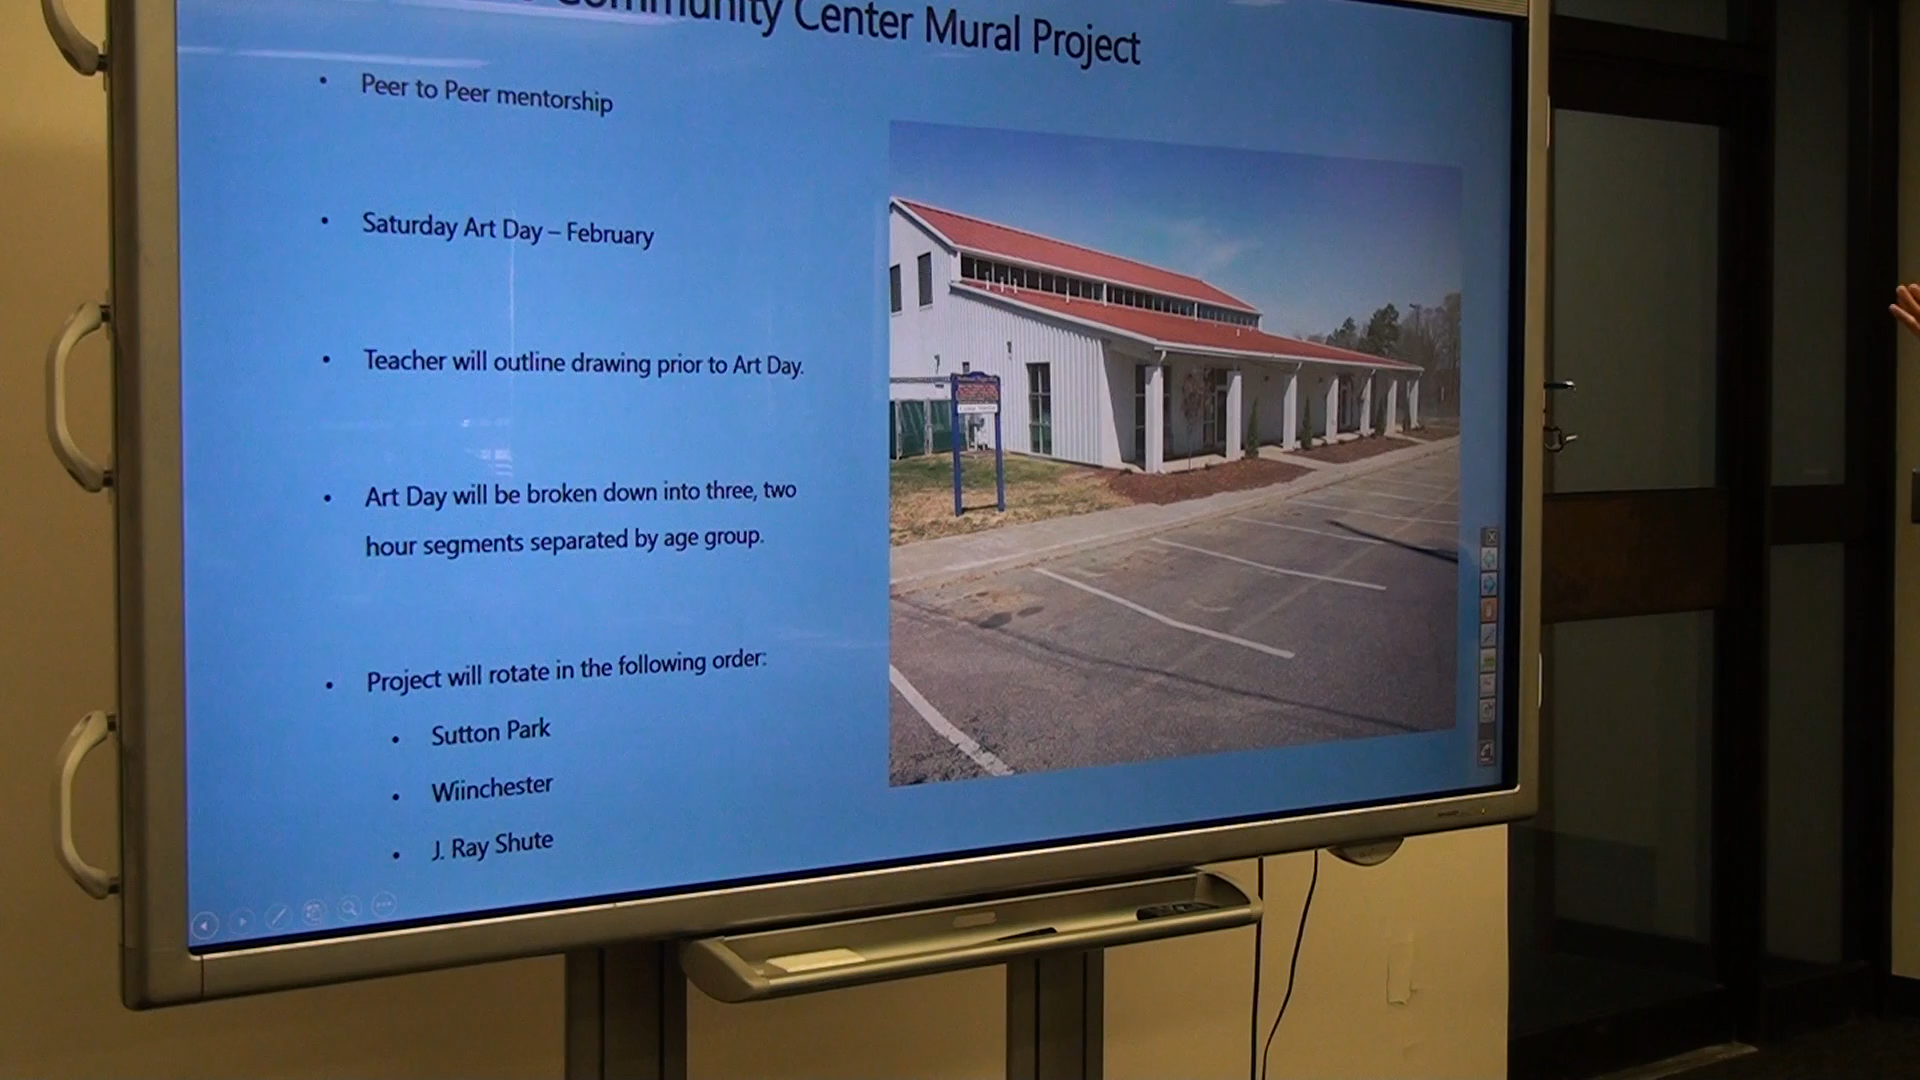 Community Center Mural Project
• Peer to Peer mentorship
• Saturday Art Day – February
• Teacher will outline drawing prior to Art Day.
• Art Day will be broken down into three, two
hour segments separated by age group.
• Project will rotate in the following order:
• Sutton Park
• Wiinchester
• J. Ray Shute